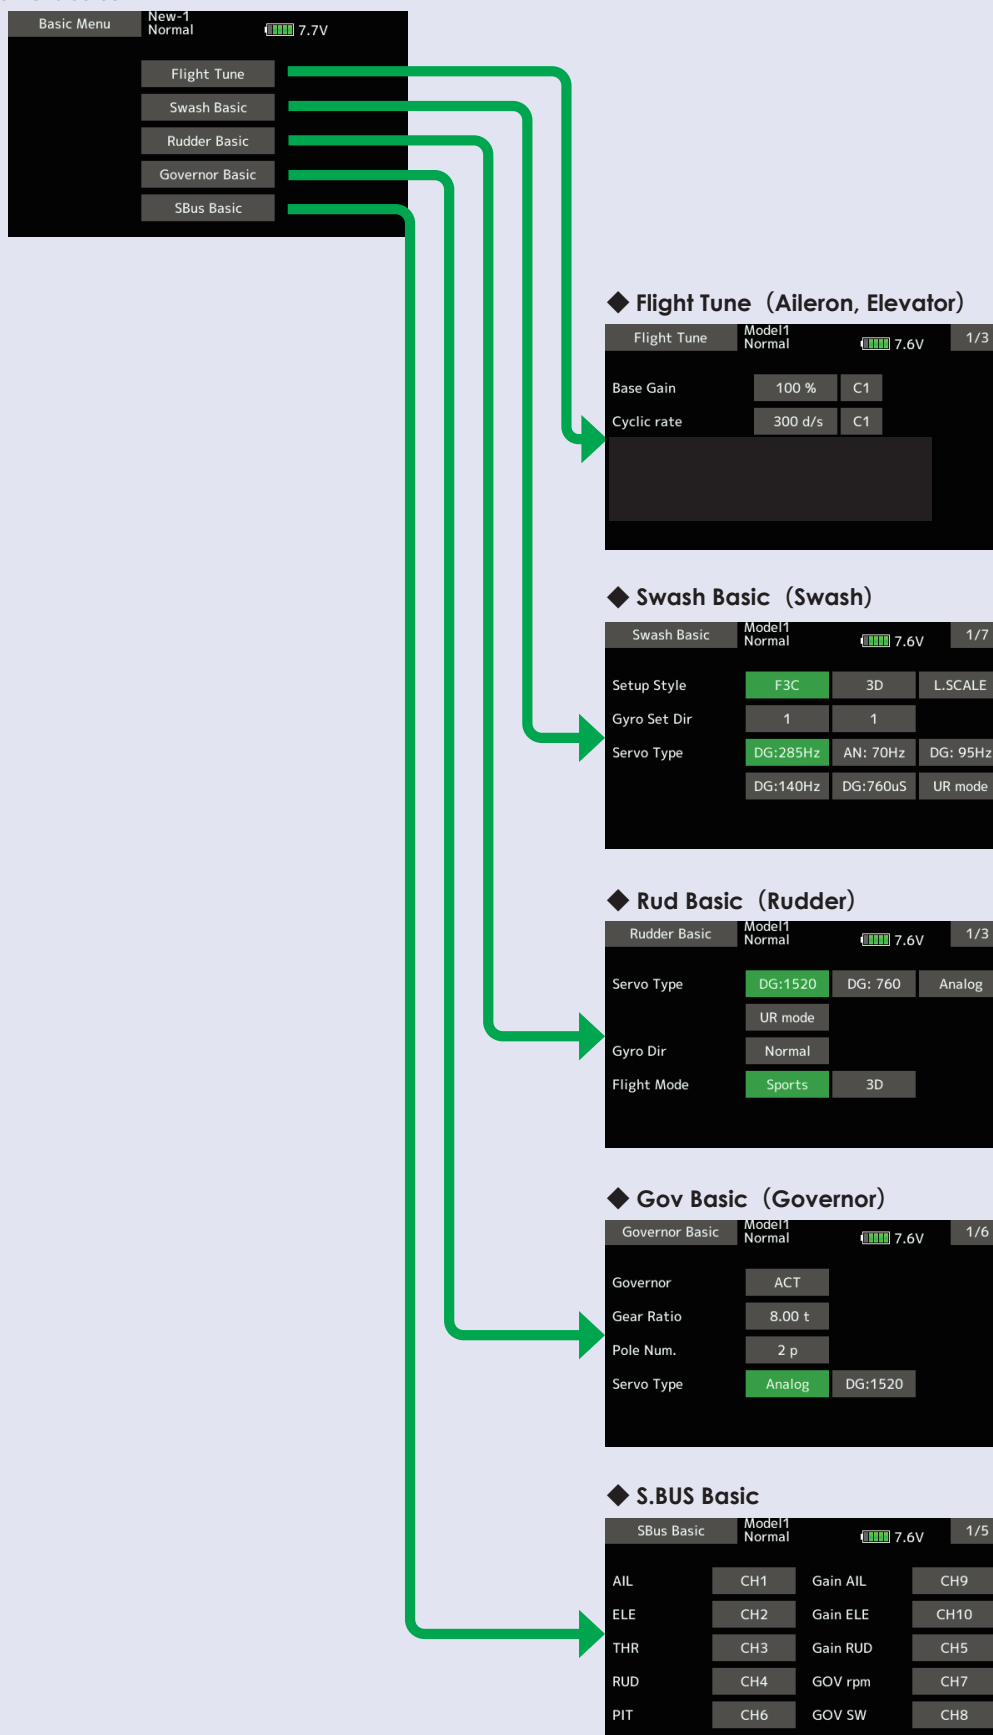 Basic Menu
New-1
Normal
7.7V
Flight Tune
Swash Basic
Rudder Basic
Governor Basic
SBus Basic
◆ Flight Tune（Aileron, Elevator）
Flight Tune
Model1
Normal
7.6V
1/3
Base Gain 100 % C1
Cyclic rate 300 d/s C1
◆ Swash Basic（Swash）
Swash Basic
Model1
Normal
7.6V
1/7
Setup Style F3C 3D L.SCALE
Gyro Set Dir 1 1
Servo Type DG:285Hz AN: 70Hz DG: 95Hz
DG:140Hz DG:760uS UR mode
◆ Rud Basic（Rudder）
Rudder Basic
Model1
Normal
7.6V
1/3
Servo Type DG:1520 DG: 760 Analog
UR mode
Gyro Dir Normal
Flight Mode Sports 3D
◆ Gov Basic（Governor）
Governor Basic
Model1
Normal
7.6V
1/6
Governor ACT
Gear Ratio 8.00 t
Pole Num. 2 p
Servo Type Analog DG:1520
◆ S.BUS Basic
SBus Basic
Model1
Normal
7.6V
1/5
AIL CH1 Gain AIL CH9
ELE CH2 Gain ELE CH10
THR CH3 Gain RUD CH5
RUD CH4 GOV rpm CH7
PIT CH6 GOV SW CH8